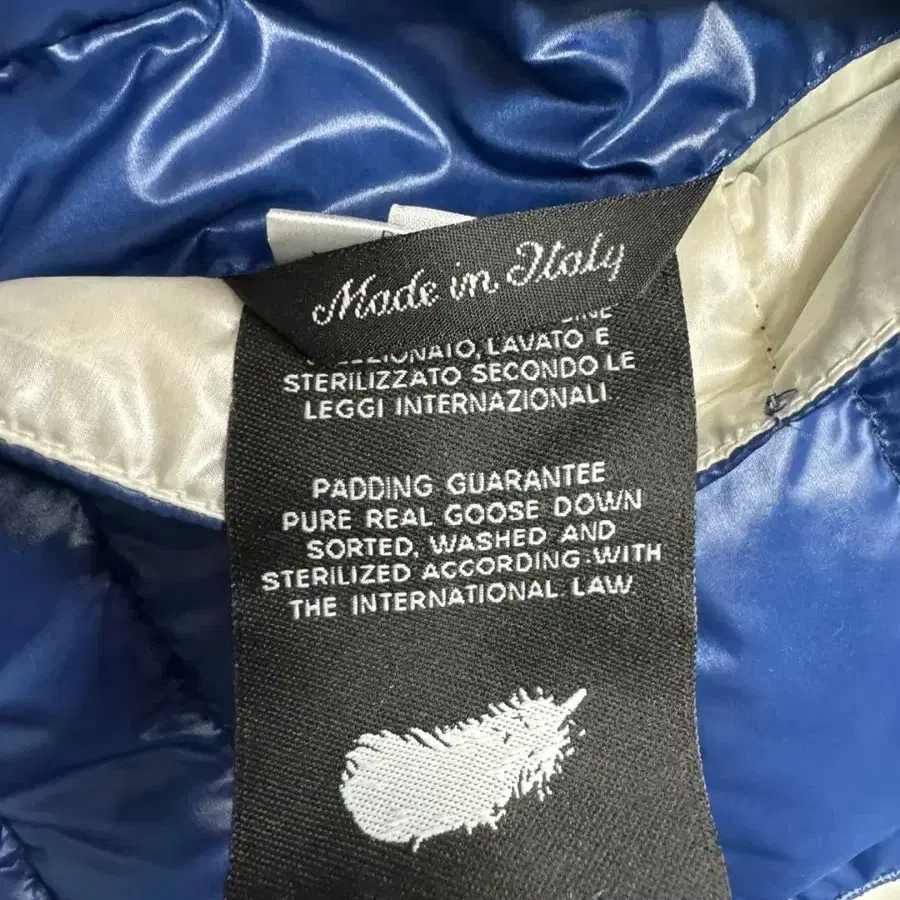 Made in Italy
LAVATO E
STERILIZZATO SECONDO LE
LEGGI INTERNAZIONALI.
PADDING GUARANTEE
PURE REAL GOOSE DOWN
SORTED, WASHED AND
STERILIZED ACCORDING WITH
THE INTERNATIONAL LAW